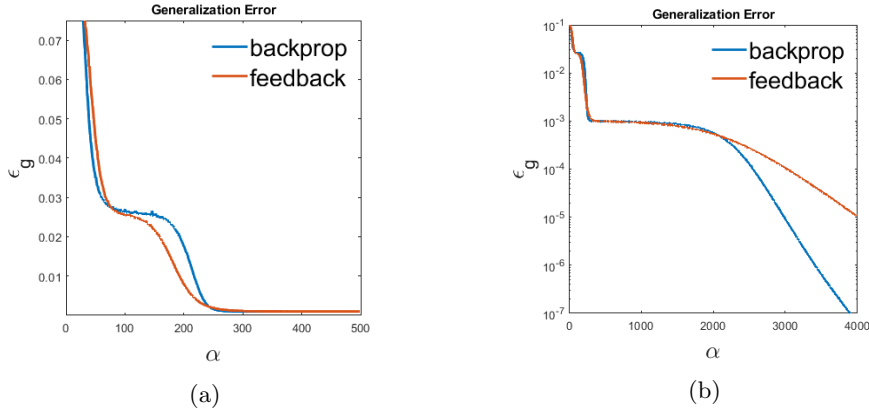 Generalization Error
backprop
feedback
0.07
0.06
0.05
0.04
0.03
0.02
0.01
ϵg
0 100 200 300 400 500
α
(a)
Generalization Error
backprop
feedback
10⁻¹
10⁻²
10⁻³
10⁻⁴
10⁻⁵
10⁻⁶
10⁻⁷
ϵg
0 1000 2000 3000 4000
α
(b)